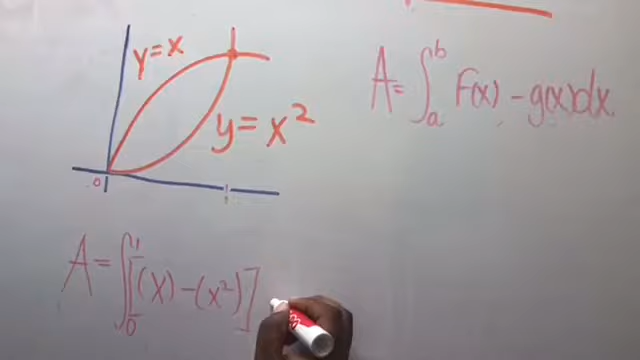 y=x
y=x²
0
1
A=∫ₐᵇ F(x) -g(x)dx.
A=∫₀¹[(x)-(x²)]